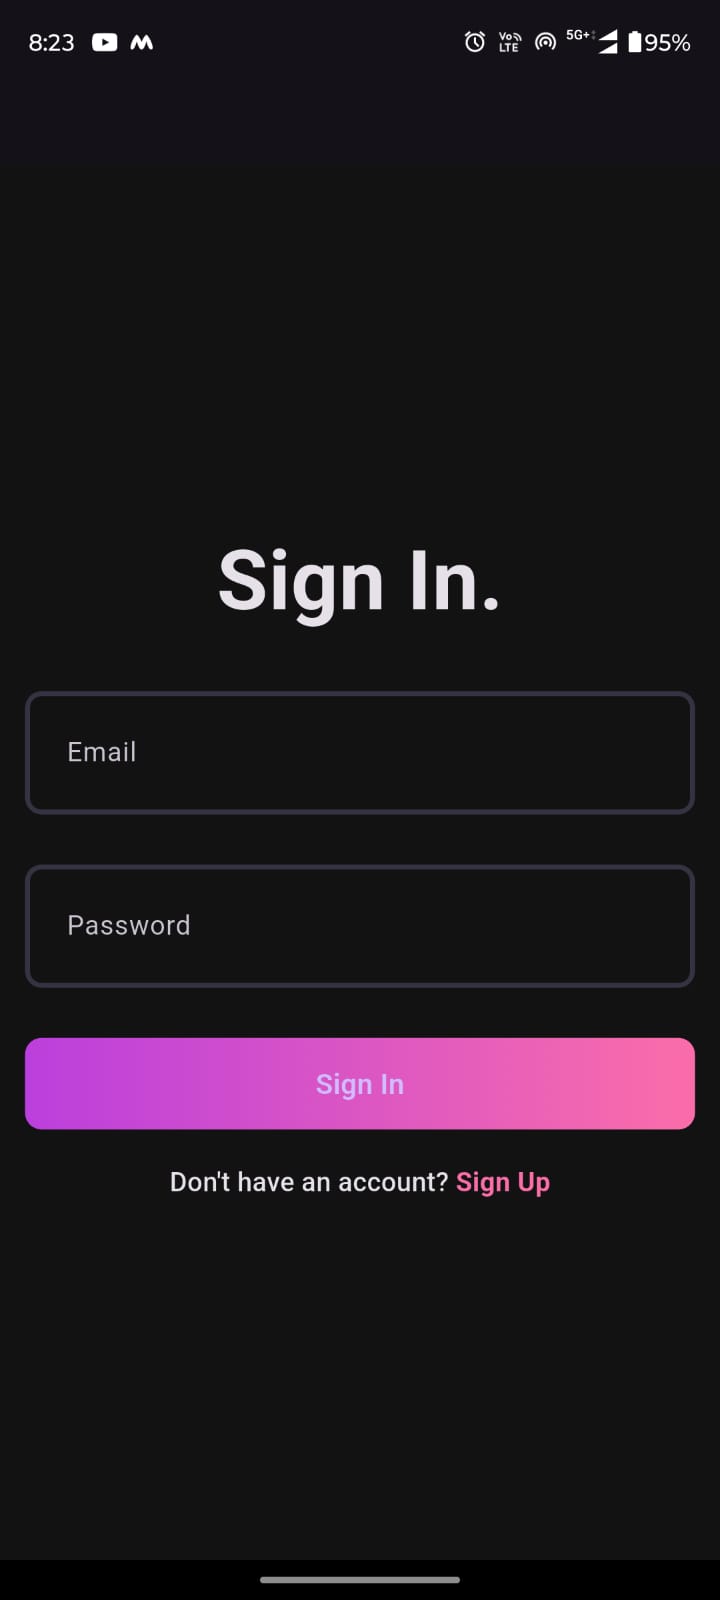 8:23 Vo LTE 5G+ 95%
Sign In.
Email
Password
Sign In
Don't have an account? Sign Up